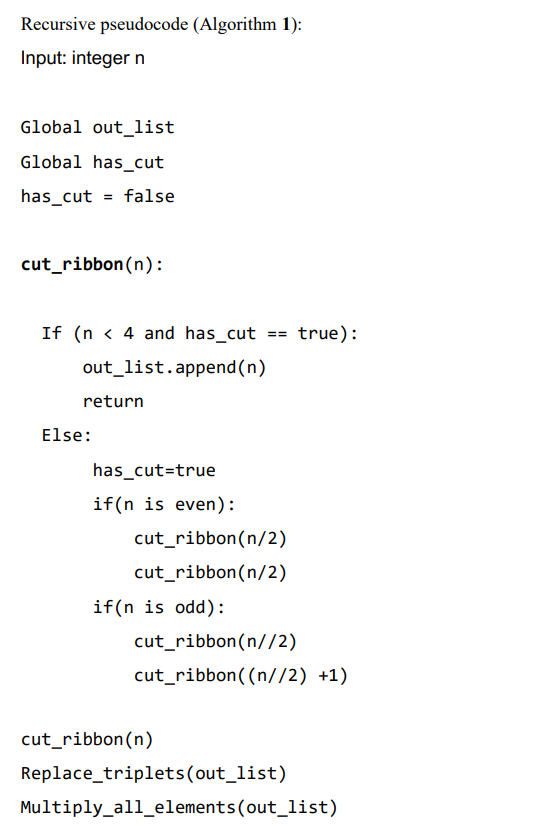 Recursive pseudocode (Algorithm 1):
Input: integer n
Global out_list
Global has_cut
has_cut = false
cut_ribbon(n):
If (n < 4 and has_cut == true):
out_list.append(n)
return
Else:
has_cut=true
if(n is even):
cut_ribbon(n/2)
cut_ribbon(n/2)
if(n is odd):
cut_ribbon(n//2)
cut_ribbon((n//2) +1)
cut_ribbon(n)
Replace_triplets(out_list)
Multiply_all_elements(out_list)